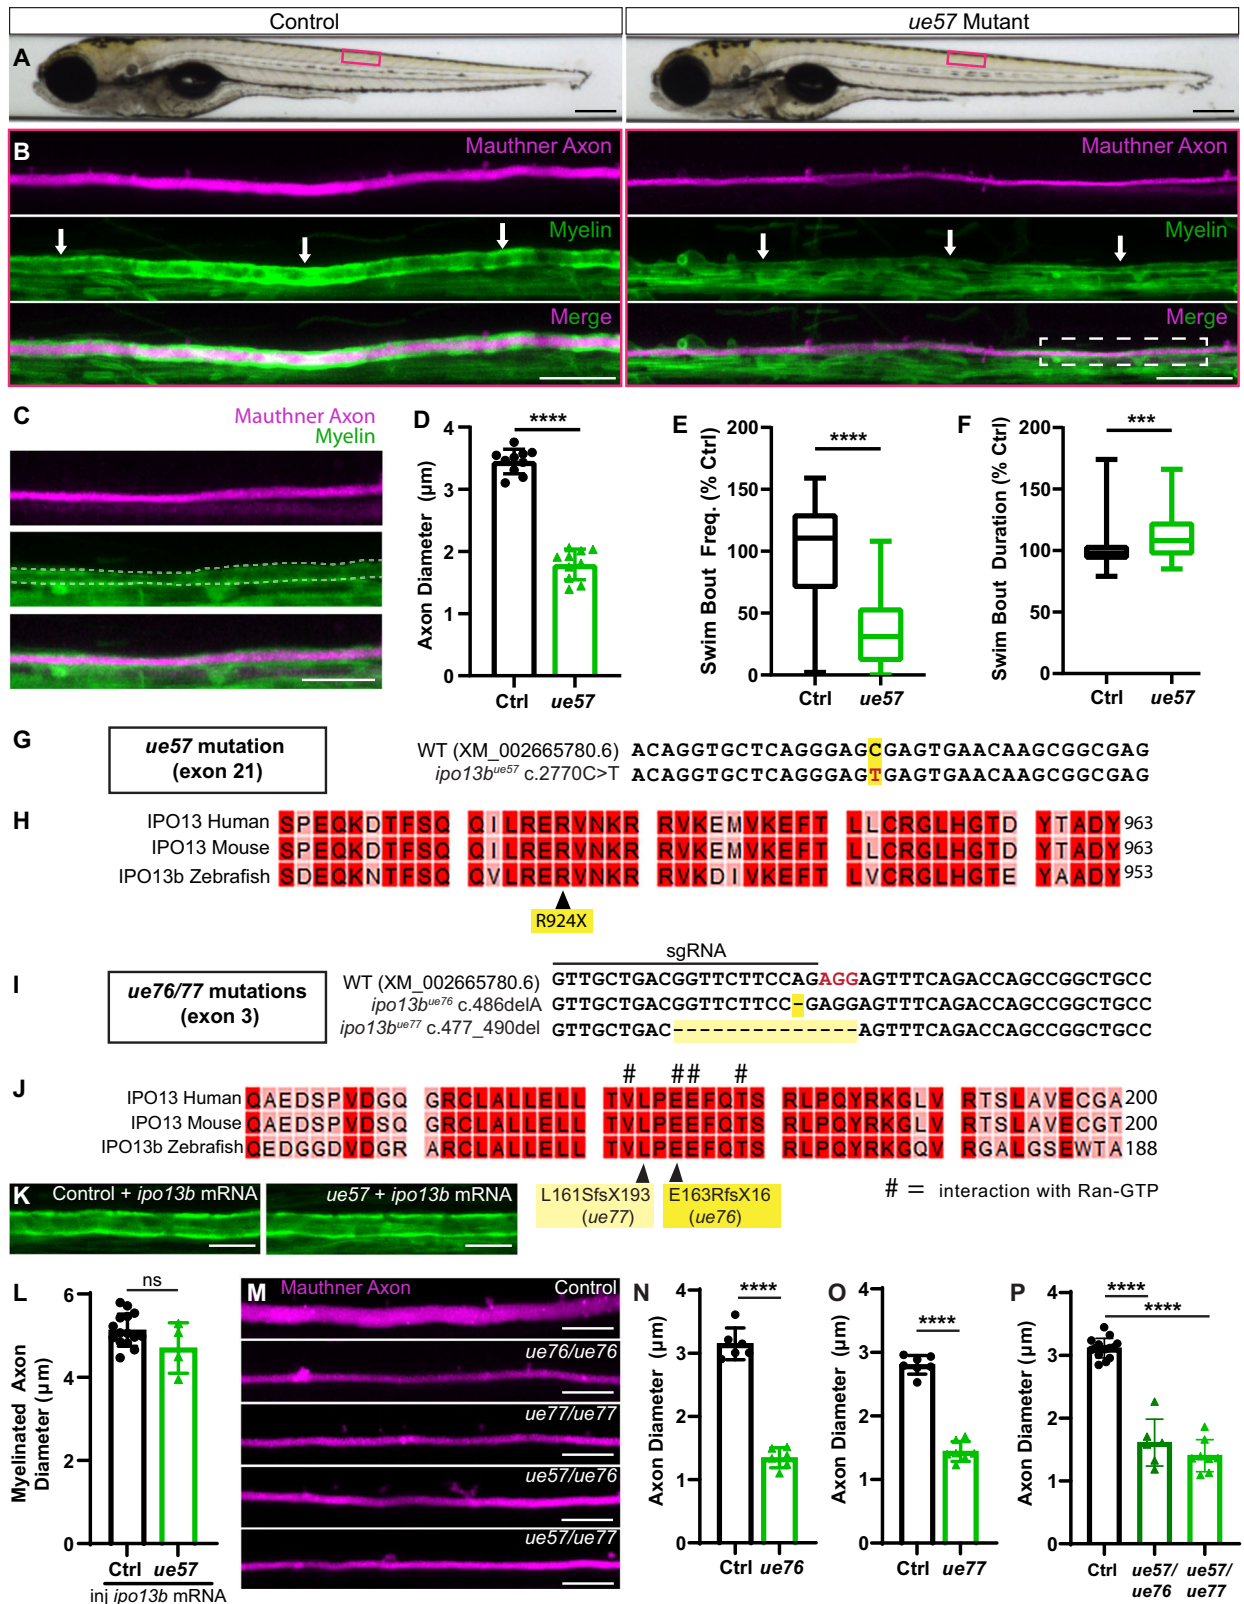 Control
ue57 Mutant
A
B
Mauthner Axon
Mauthner Axon
Myelin
Myelin
Merge
Merge
C
Mauthner Axon
Myelin
D
Axon Diameter (µm)
4
3
2
1
0
****
Ctrl
ue57
E
Swim Bout Freq. (% Ctrl)
200
150
100
50
0
****
Ctrl
ue57
F
Swim Bout Duration (% Ctrl)
200
150
100
50
0
***
Ctrl
ue57
G
ue57 mutation
(exon 21)
WT (XM_002665780.6) ACAGGTGCTCAGGGAGCGAGTGAACAAGCGGCGAG
ipo13b^ue57 c.2770C>T ACAGGTGCTCAGGGAGTGAGTGAACAAGCGGCGAG
H
IPO13 Human SPEQKDTFSQ QILRERVNKR RVKEMVKEFT LLCRGLHGTD YTADY 963
IPO13 Mouse SPEQKDTFSQ QILRERVNKR RVKEMVKEFT LLCRGLHGTD YTADY 963
IPO13b Zebrafish SDEQKNTFSQ QVLRERVNKR RVKDIVKEFT LVCRGLHGTE YAADY 953
R924X
I
ue76/77 mutations
(exon 3)
sgRNA
WT (XM_002665780.6) GTTGCTGACGGTTCTTCCAGAGGAGTTTCAGACCAGCCGGCTGCC
ipo13b^ue76 c.486delA GTTGCTGACGGTTCTTCC-GAGGAGTTTCAGACCAGCCGGCTGCC
ipo13b^ue77 c.477_490del GTTGCTGAC--------------AGTTTCAGACCAGCCGGCTGCC
J
# ## #
IPO13 Human QAEDSPVDGQ GRCLALLELL TVLPEEFQTS RLPQYRKGLV RTSLAVECGA 200
IPO13 Mouse QAEDSPVDSQ GRCLALLELL TVLPEEFQTS RLPQYRKGLV RTSLAVECGT 200
IPO13b Zebrafish QEDGGDVDGR ARCLALLELL TVLPEEFQTS RLPQYRKGQV RGALGSEWTA 188
L161SfsX193
(ue77)
E163RfsX16
(ue76)
# = interaction with Ran-GTP
K
Control + ipo13b mRNA
ue57 + ipo13b mRNA
L
Myelinated Axon
Diameter (µm)
6
4
2
0
ns
Ctrl ue57
inj ipo13b mRNA
M
Mauthner Axon
Control
ue76/ue76
ue77/ue77
ue57/ue76
ue57/ue77
N
Axon Diameter (µm)
4
3
2
1
0
****
Ctrl ue76
O
Axon Diameter (µm)
4
3
2
1
0
****
Ctrl ue77
P
Axon Diameter (µm)
4
3
2
1
0
****
****
Ctrl
ue57/
ue76
ue57/
ue77